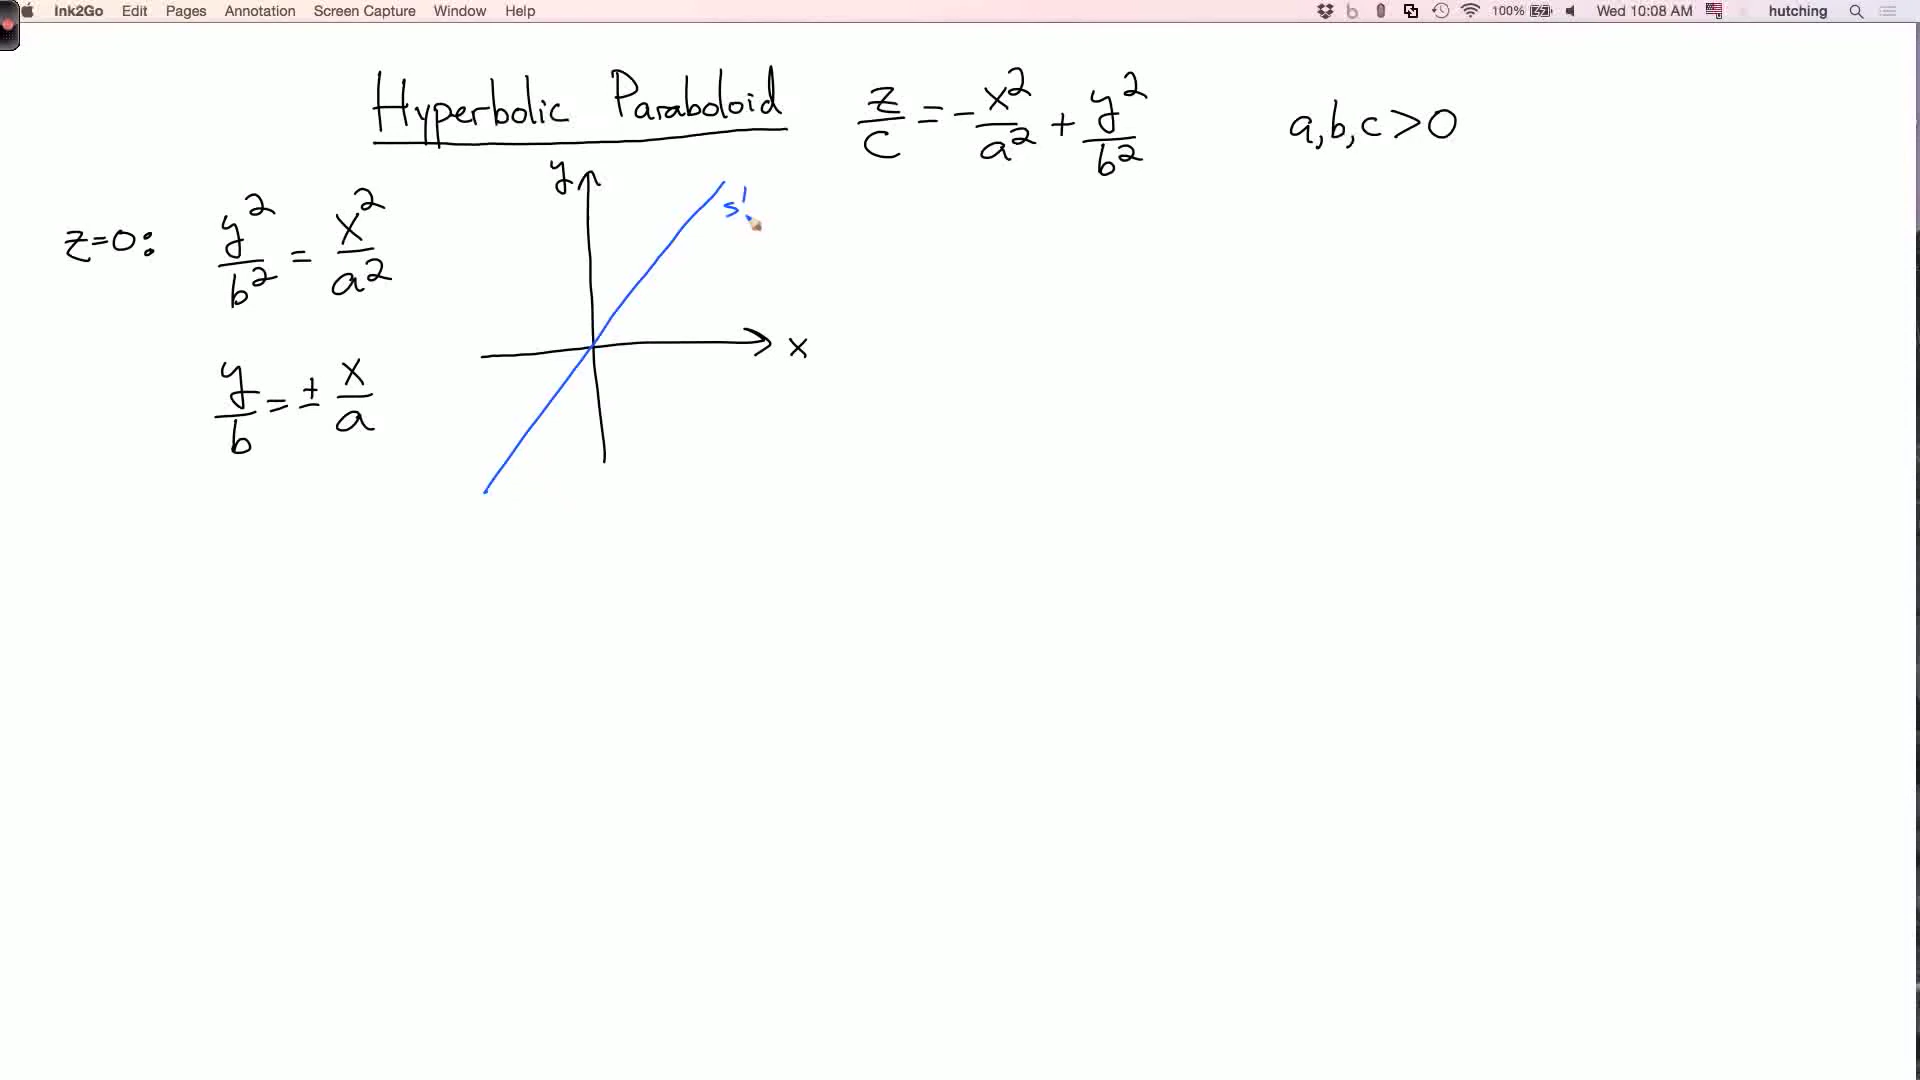 Ink2Go Edit Pages Annotation Screen Capture Window Help 100% Wed 10:08 AM hutching
Hyperbolic Paraboloid z/c = -x²/a² + y²/b² a,b,c>0
z=0: y²/b² = x²/a²
y/b = ± x/a
y
x